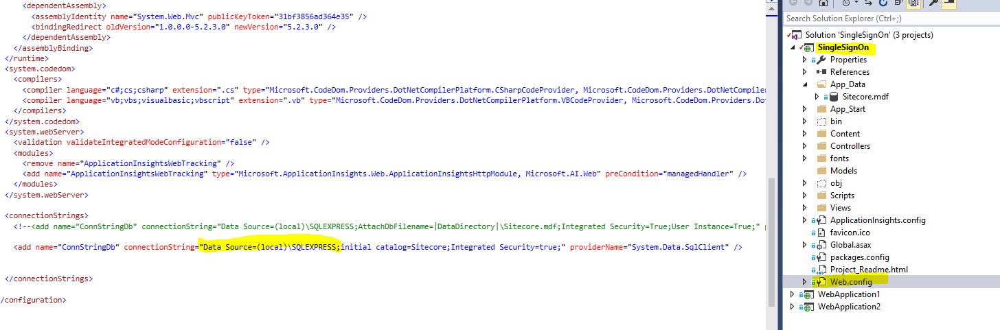 <dependentAssembly>
<assemblyIdentity name="System.Web.Mvc" publicKeyToken="31bf3856ad364e35" />
<bindingRedirect oldVersion="1.0.0.0-5.2.3.0" newVersion="5.2.3.0" />
</dependentAssembly>
</assemblyBinding>
</runtime>
<system.codedom>
<compilers>
<compiler language="c#;cs;csharp" extension=".cs" type="Microsoft.CodeDom.Providers.DotNetCompilerPlatform.CSharpCodeProvider, Microsoft.CodeDom.Providers.DotNetCompile
<compiler language="vb;vbs;visualbasic;vbscript" extension=".vb" type="Microsoft.CodeDom.Providers.DotNetCompilerPlatform.VBCodeProvider, Microsoft.CodeDom.Providers.Do
</compilers>
</system.codedom>
<system.webServer>
<validation validateIntegratedModeConfiguration="false" />
<modules>
<remove name="ApplicationInsightsWebTracking" />
<add name="ApplicationInsightsWebTracking" type="Microsoft.ApplicationInsights.Web.ApplicationInsightsHttpModule, Microsoft.AI.Web" preCondition="managedHandler" />
</modules>
</system.webServer>
<connectionStrings>
<!--<add name="ConnStringDb" connectionString="Data Source=(local)\SQLEXPRESS;AttachDbFilename=|DataDirectory|\Sitecore.mdf;Integrated Security=True;User Instance=True;"
<add name="ConnStringDb" connectionString="Data Source=(local)\SQLEXPRESS;initial catalog=Sitecore;Integrated Security=true;" providerName="System.Data.SqlClient" />
</connectionStrings>
/configuration>
Search Solution Explorer (Ctrl+;)
Solution 'SingleSignOn' (3 projects)
SingleSignOn
Properties
References
App_Data
Sitecore.mdf
App_Start
bin
Content
Controllers
fonts
Models
obj
Scripts
Views
ApplicationInsights.config
favicon.ico
Global.asax
packages.config
Project_Readme.html
Web.config
WebApplication1
WebApplication2